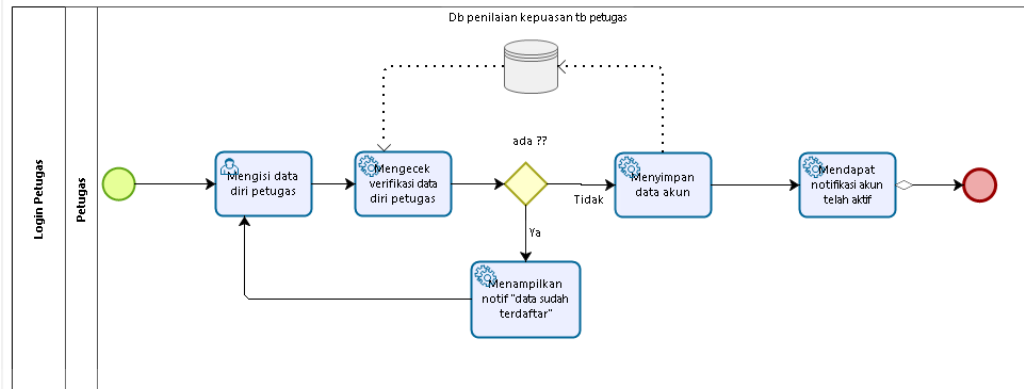 Db penilaian kepuasan tb petugas
Login Petugas
Petugas
Mengisi data
diri petugas
Mengecek
verifikasi data
diri petugas
ada ??
Tidak
Ya
Menyimpan
data akun
Mendapat
notifikasi akun
telah aktif
Menampilkan
notif "data sudah
terdaftar"